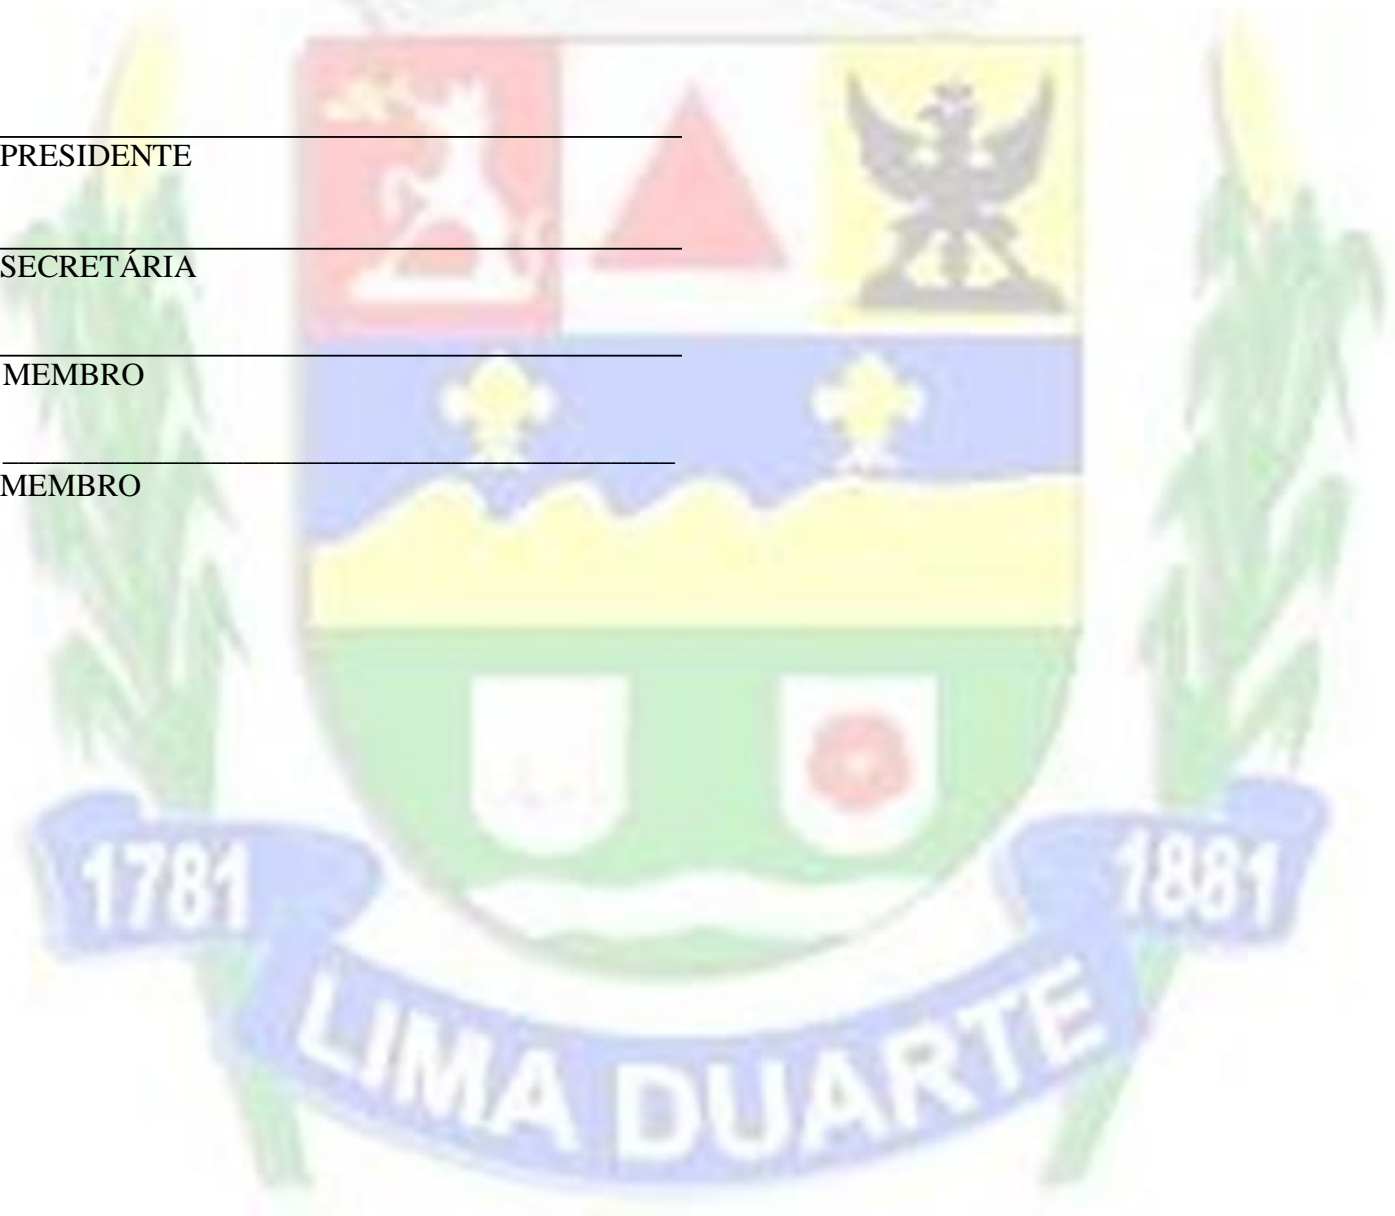 PRESIDENTE
SECRETÁRIA
MEMBRO
MEMBRO
1781
1881
LIMA DUARTE